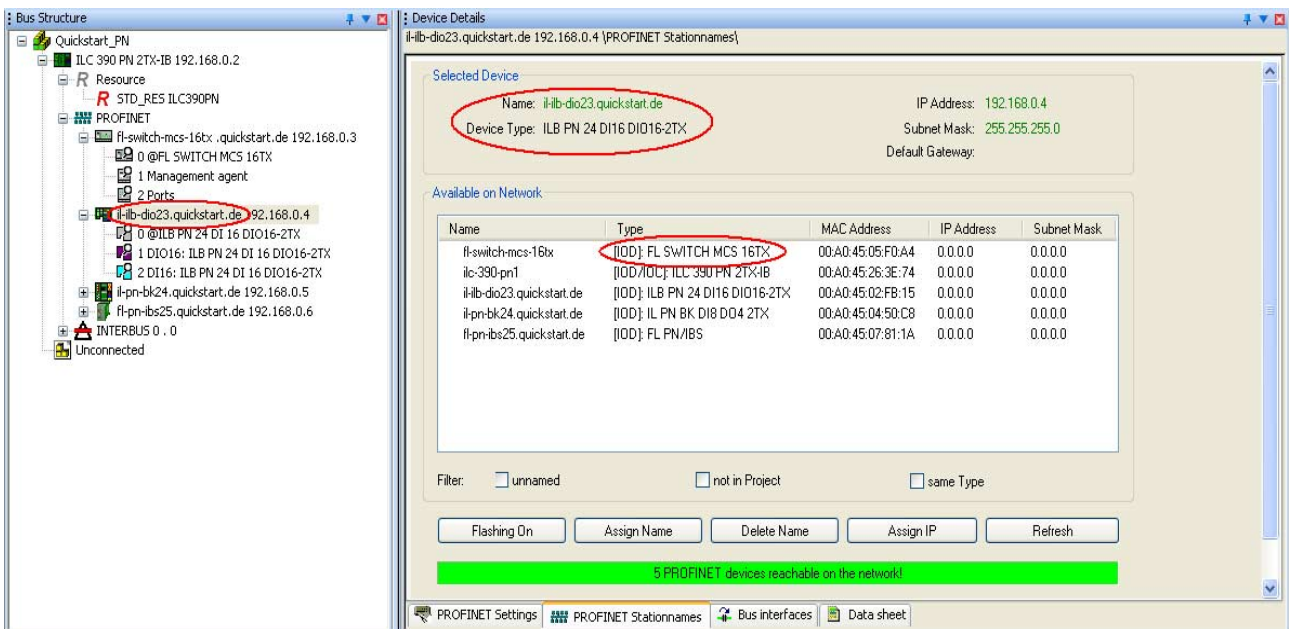 Bus Structure
Quickstart_PN
ILC 390 PN 2TX-IB 192.168.0.2
R Resource
R STD_RES ILC390PN
PROFINET
fl-switch-mcs-16tx .quickstart.de 192.168.0.3
0 @FL SWITCH MCS 16TX
1 Management agent
2 Ports
il-ilb-dio23.quickstart.de 192.168.0.4
0 @ILB PN 24 DI 16 DIO16-2TX
1 DIO16: ILB PN 24 DI 16 DIO16-2TX
2 DI16: ILB PN 24 DI 16 DIO16-2TX
il-pn-bk24.quickstart.de 192.168.0.5
fl-pn-ibs25.quickstart.de 192.168.0.6
INTERBUS 0 . 0
Unconnected
Device Details
il-ilb-dio23.quickstart.de 192.168.0.4 \PROFINET Stationnames\
Selected Device
Name: il-ilb-dio23.quickstart.de IP Address: 192.168.0.4
Device Type: ILB PN 24 DI16 DIO16-2TX Subnet Mask: 255.255.255.0
Default Gateway:
Available on Network
Name Type MAC Address IP Address Subnet Mask
fl-switch-mcs-16tx [IOD]: FL SWITCH MCS 16TX 00:A0:45:05:F0:A4 0.0.0.0 0.0.0.0
ilc-390-pn1 [IOD/IOC]: ILC 390 PN 2TX-IB 00:A0:45:26:3E:74 0.0.0.0 0.0.0.0
il-ilb-dio23.quickstart.de [IOD]: ILB PN 24 DI16 DIO16-2TX 00:A0:45:02:FB:15 0.0.0.0 0.0.0.0
il-pn-bk24.quickstart.de [IOD]: IL PN BK DI8 DO4 2TX 00:A0:45:04:50:C8 0.0.0.0 0.0.0.0
fl-pn-ibs25.quickstart.de [IOD]: FL PN/IBS 00:A0:45:07:81:1A 0.0.0.0 0.0.0.0
Filter: unnamed not in Project same Type
Flashing On Assign Name Delete Name Assign IP Refresh
5 PROFINET devices reachable on the network!
PROFINET Settings PROFINET Stationnames Bus interfaces Data sheet